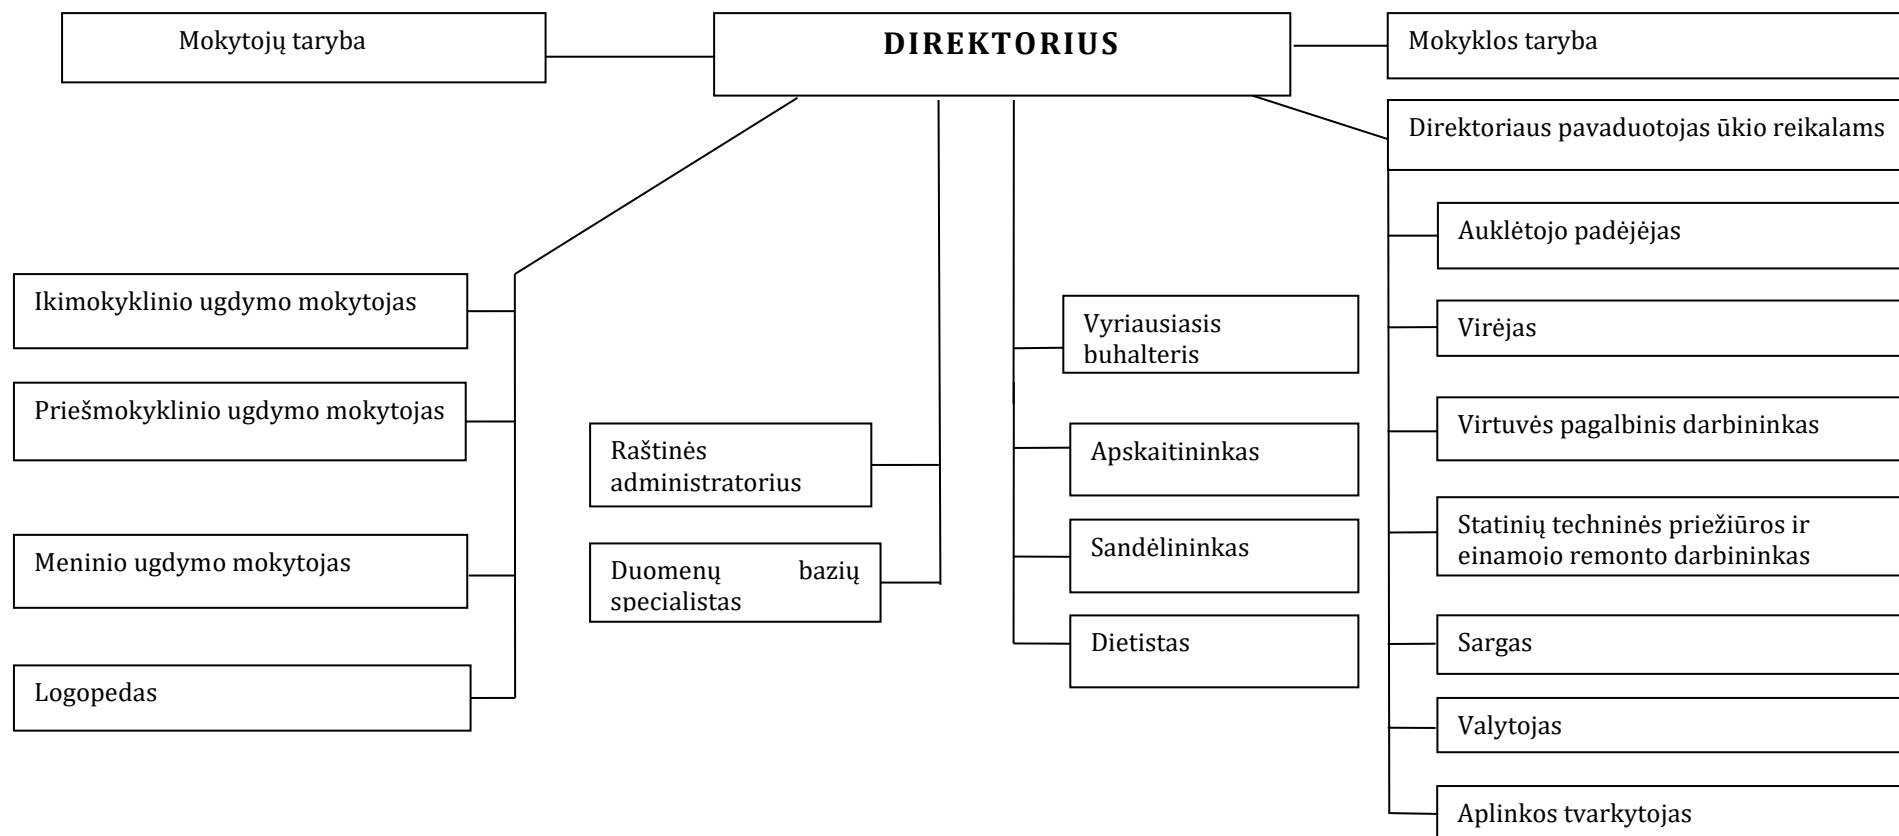 Mokytojų taryba
DIREKTORIUS
Mokyklos taryba
Direktoriaus pavaduotojas ūkio reikalams
Auklėtojo padėjėjas
Ikimokyklinio ugdymo mokytojas
Vyriausiasis
buhalteris
Virėjas
Priešmokyklinio ugdymo mokytojas
Virtuvės pagalbinis darbininkas
Raštinės
administratorius
Apskaitininkas
Statinių techninės priežiūros ir
einamojo remonto darbininkas
Meninio ugdymo mokytojas
Duomenų bazių
specialistas
Sandėlininkas
Dietistas
Sargas
Logopedas
Valytojas
Aplinkos tvarkytojas